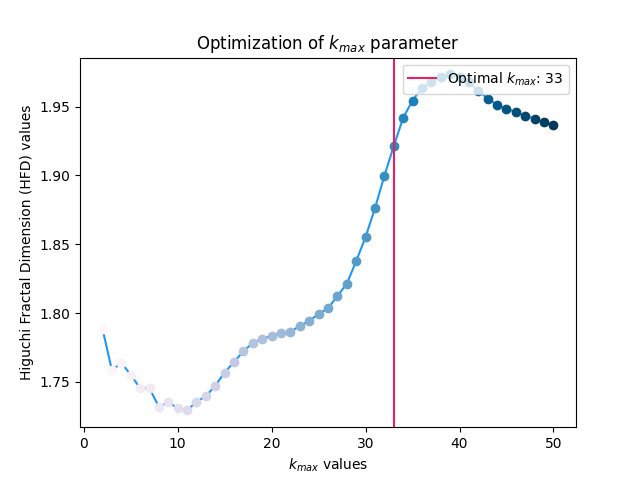 Optimization of $k_{max}$ parameter
Optimal $k_{max}$: 33
Higuchi Fractal Dimension (HFD) values
1.95
1.90
1.85
1.80
1.75
0 10 20 30 40 50
$k_{max}$ values